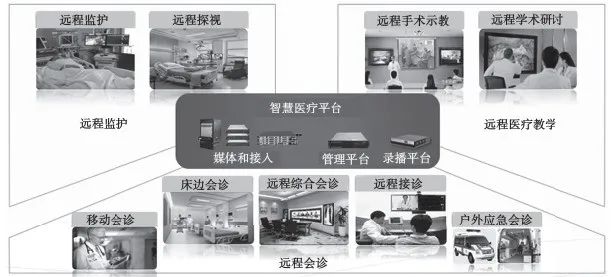 远程监护
远程探视
远程手术示教
远程学术研讨
远程监护
智慧医疗平台
远程医疗教学
媒体和接入
管理平台
录播平台
移动会诊
床边会诊
远程综合会诊
远程接诊
户外应急会诊
远程会诊